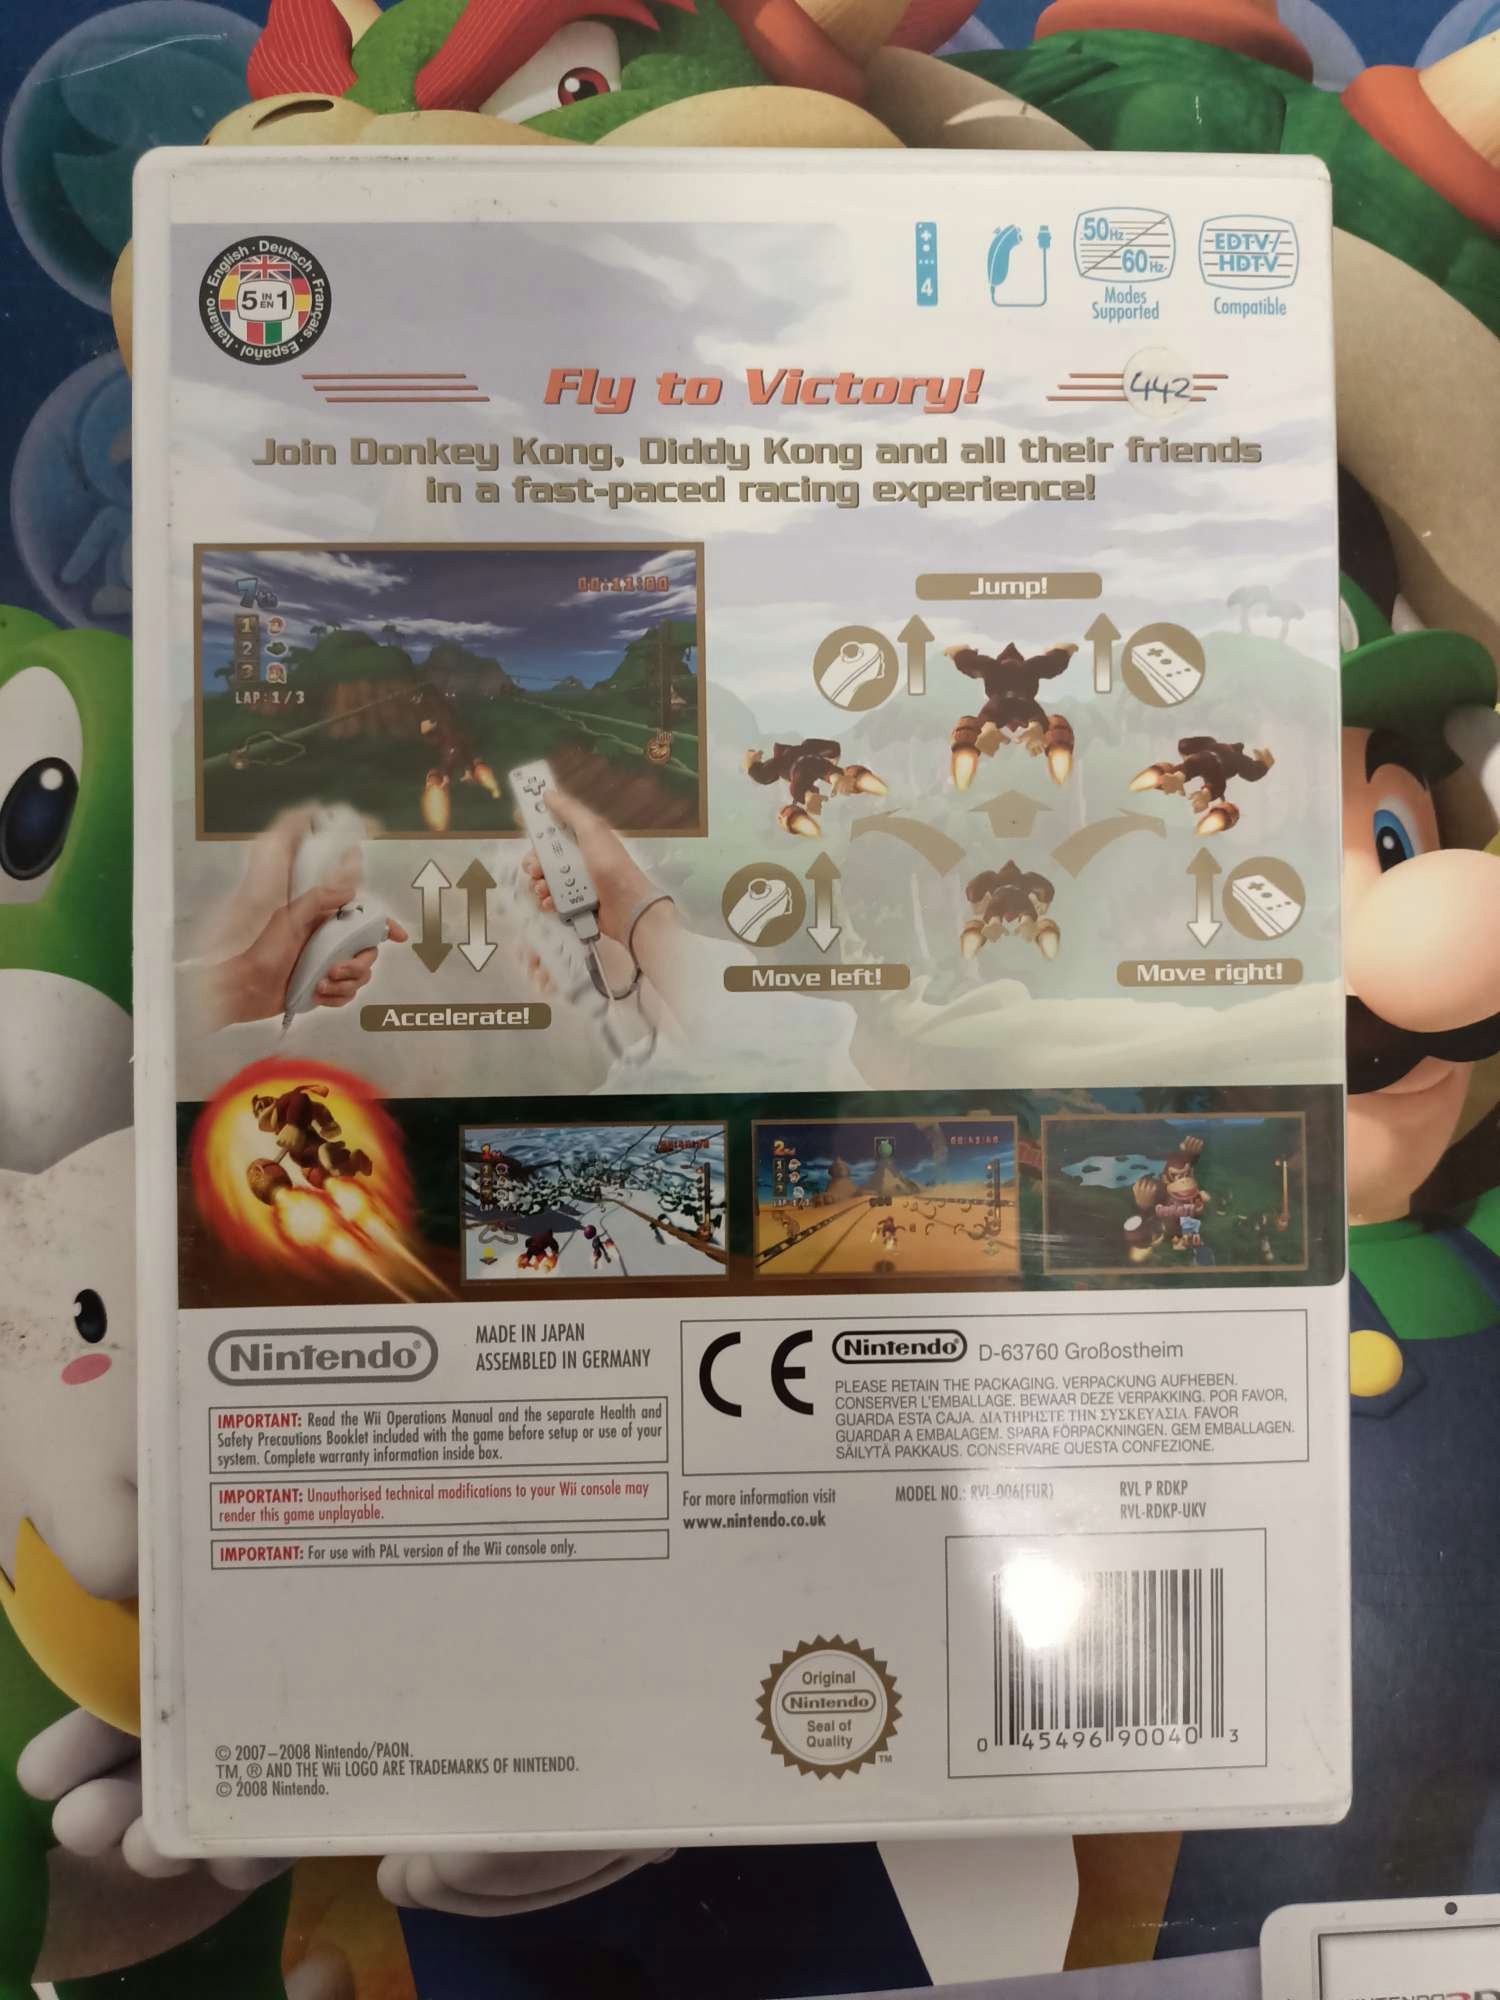 English · Deutsch · Français · Español · Italiano ·
5 IN EN 1
4
50Hz
60Hz
Modes
Supported
EDTV/
HDTV
Compatible
Fly to Victory!
442
Join Donkey Kong, Diddy Kong and all their friends
in a fast-paced racing experience!
7th
1
2
3
LAP:1/3
Jump!
Wii
Accelerate!
Move left!
Move right!
Nintendo®
MADE IN JAPAN
ASSEMBLED IN GERMANY
IMPORTANT: Read the Wii Operations Manual and the separate Health and
Safety Precautions Booklet included with the game before setup or use of your
system. Complete warranty information inside box.
IMPORTANT: Unauthorised technical modifications to your Wii console may
render this game unplayable.
IMPORTANT: For use with PAL version of the Wii console only.
CE
Nintendo® D-63760 Großostheim
PLEASE RETAIN THE PACKAGING. VERPACKUNG AUFHEBEN.
CONSERVER L'EMBALLAGE. BEWAAR DEZE VERPAKKING. POR FAVOR,
GUARDA ESTA CAJA. ΔΙΑΤΗΡΗΣΤΕ ΤΗΝ ΣΥΣΚΕΥΑΣΙΑ. FAVOR
GUARDAR A EMBALAGEM. SPARA FÖRPACKNINGEN. GEM EMBALLAGEN.
SÄILYTÄ PAKKAUS. CONSERVARE QUESTA CONFEZIONE.
For more information visit
www.nintendo.co.uk
MODEL NO.: RVL-006(EUR)
RVL P RDKP
RVL-RDKP-UKV
Original
Nintendo
Seal of
Quality
TM
0 45496 90040 3
© 2007–2008 Nintendo/PAON.
TM, ® AND THE Wii LOGO ARE TRADEMARKS OF NINTENDO.
© 2008 Nintendo.